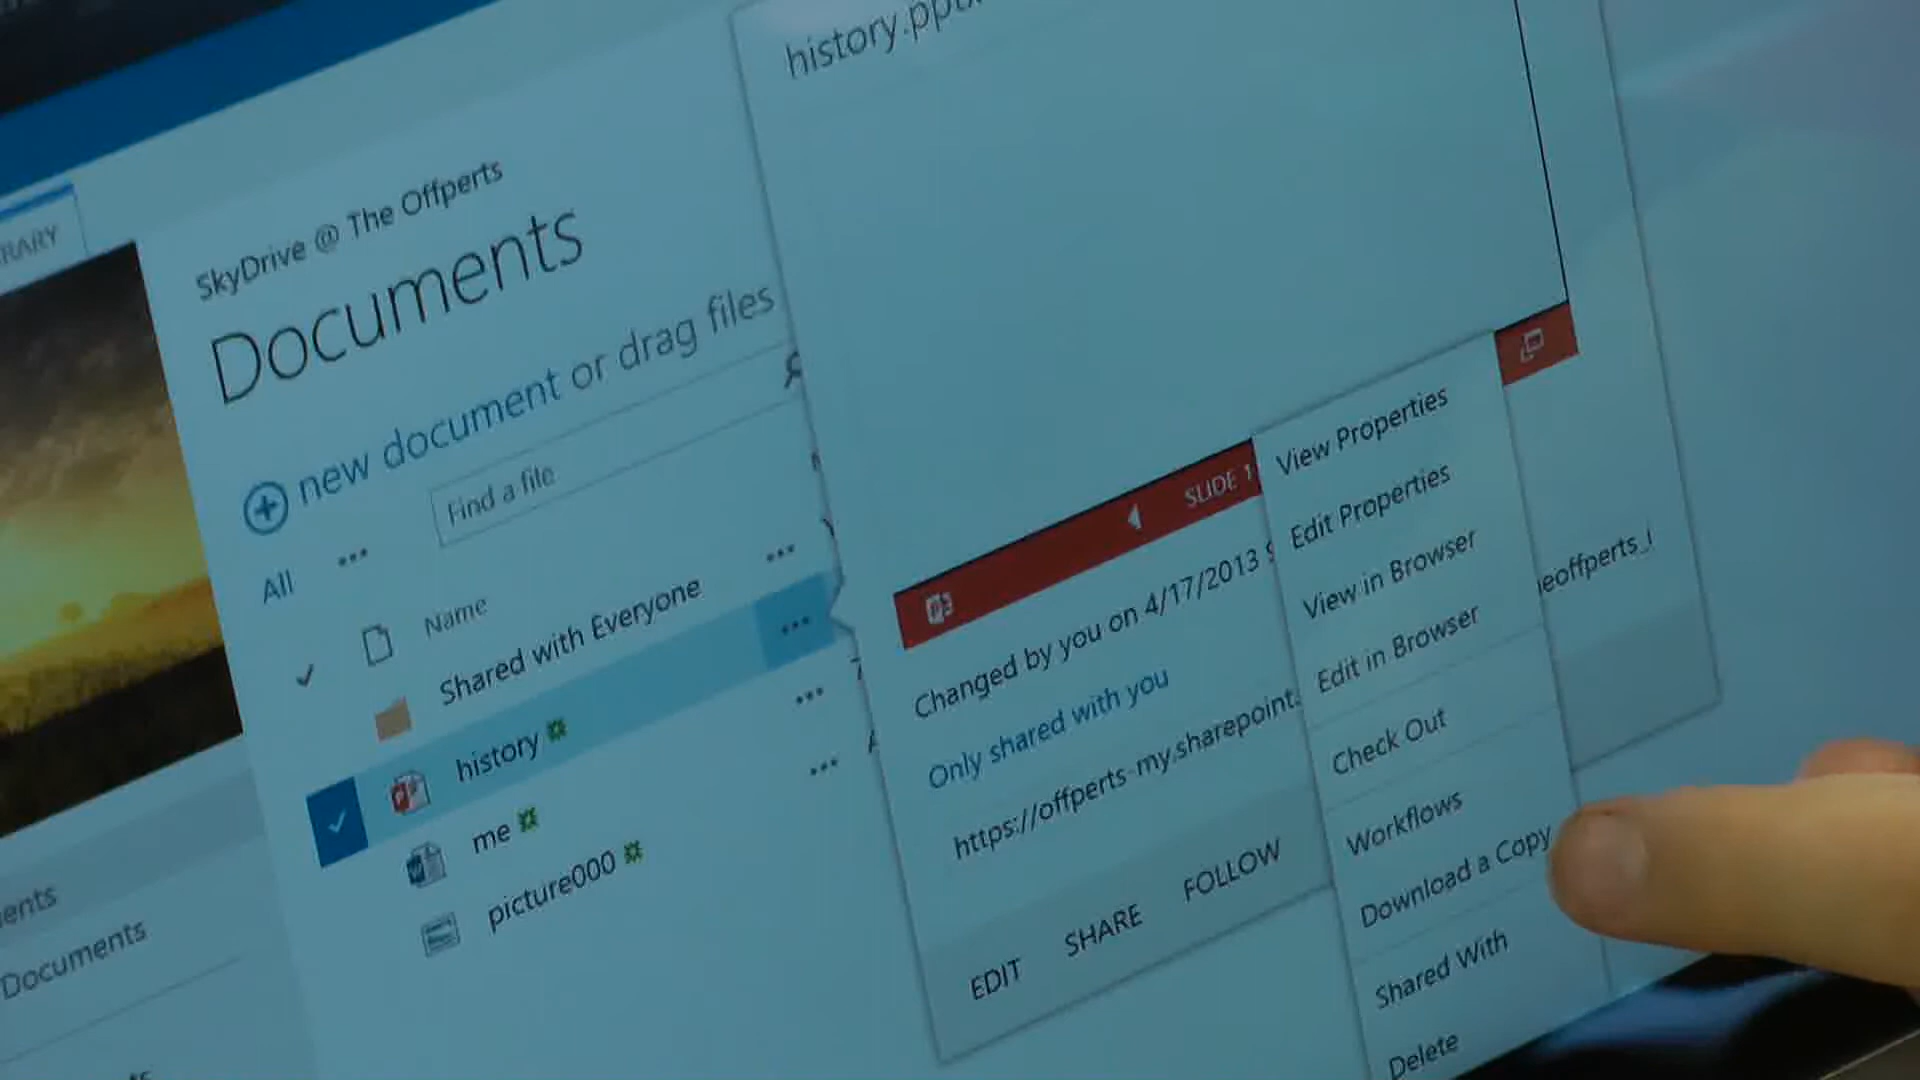 BRARY
SkyDrive @ The Offperts
Documents
new document or drag files
Find a file
All ...
Name
Shared with Everyone ...
history ...
me ...
picture000 ...
Documents
SLIDE 1
Changed by you on 4/17/2013
Only shared with you
https://offperts-my.sharepoint.
EDIT SHARE FOLLOW
View Properties
Edit Properties
View in Browser
Edit in Browser
Check Out
Workflows
Download a Copy
Shared With
Delete